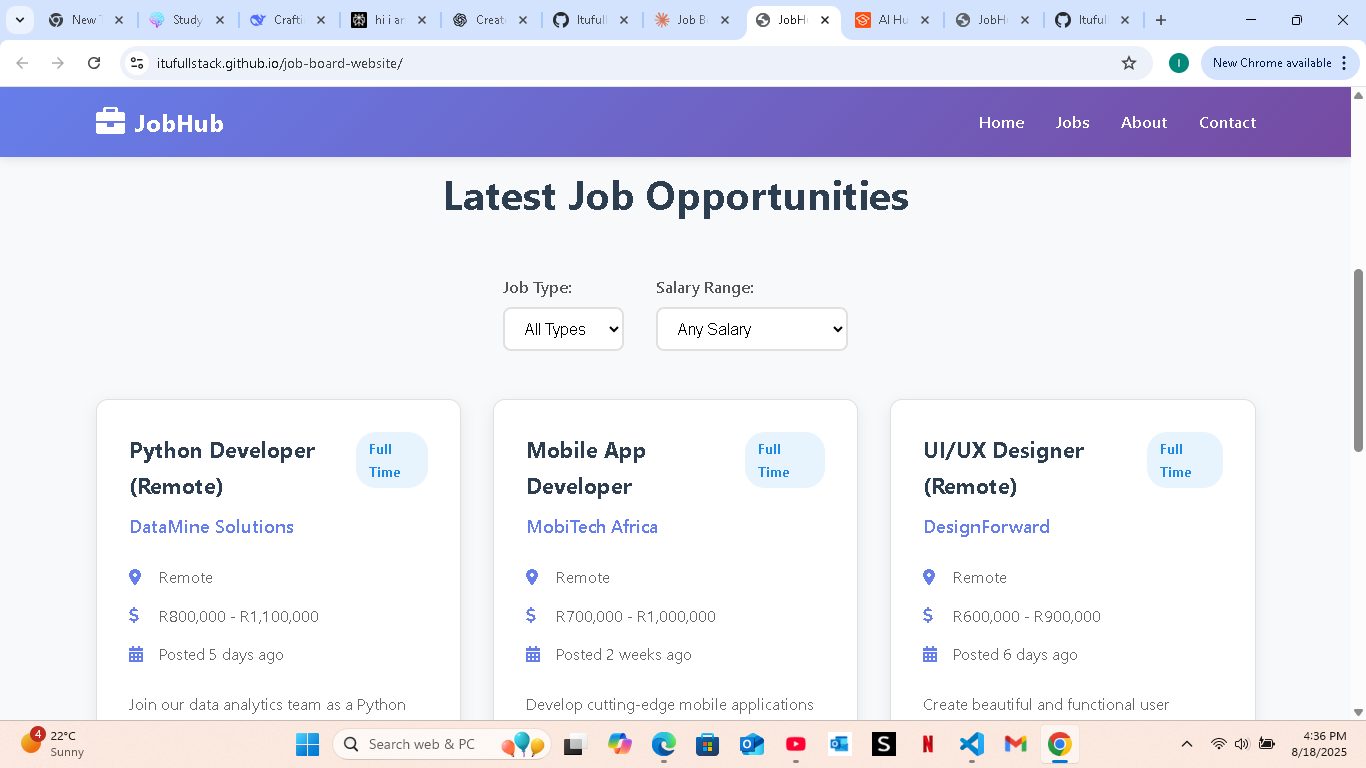 New T
Study
Crafti
hi i ar
Creat
Itufull
Job Bo
JobH
AI Hu
JobH
Itufull
itufullstack.github.io/job-board-website/
I
New Chrome available
JobHub
Home Jobs About Contact
Latest Job Opportunities
Job Type: Salary Range:
All Types Any Salary
Python Developer
(Remote)
Full
Time
DataMine Solutions
Remote
R800,000 - R1,100,000
Posted 5 days ago
Join our data analytics team as a Python
Mobile App
Developer
Full
Time
MobiTech Africa
Remote
R700,000 - R1,000,000
Posted 2 weeks ago
Develop cutting-edge mobile applications
UI/UX Designer
(Remote)
Full
Time
DesignForward
Remote
R600,000 - R900,000
Posted 6 days ago
Create beautiful and functional user
4
22°C
Sunny
Search web & PC
S
N
4:36 PM
8/18/2025